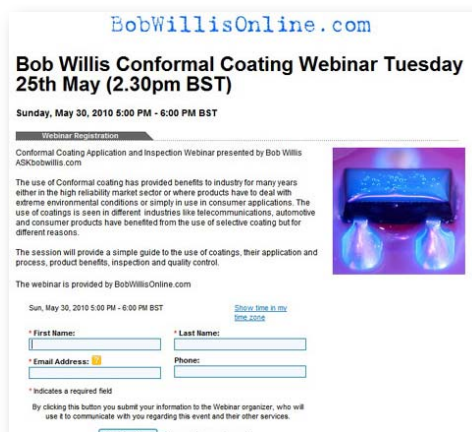 BobWillisOnline.com
Bob Willis Conformal Coating Webinar Tuesday
25th May (2.30pm BST)
Sunday, May 30, 2010 5:00 PM - 6:00 PM BST
Webinar Registration
Conformal Coating Application and Inspection Webinar presented by Bob Willis
ASKbobwillis.com
The use of Conformal coating has provided benefits to industry for many years
either in the high reliability market sector or where products have to deal with
extreme environmental conditions or simply in use in consumer applications. The
use of coatings is seen in different industries like telecommunications, automotive
and consumer products have benefited from the use of selective coating but for
different reasons.
The session will provide a simple guide to the use of coatings, their application and
process, product benefits, inspection and quality control.
The webinar is provided by BobWillisOnline.com
Sun, May 30, 2010 5:00 PM - 6:00 PM BST
Show time in my
time zone
* First Name:
* Last Name:
* Email Address: ?
Phone:
* Indicates a required field
By clicking this button you submit your information to the Webinar organizer, who will
use it to communicate with you regarding this event and their other services.